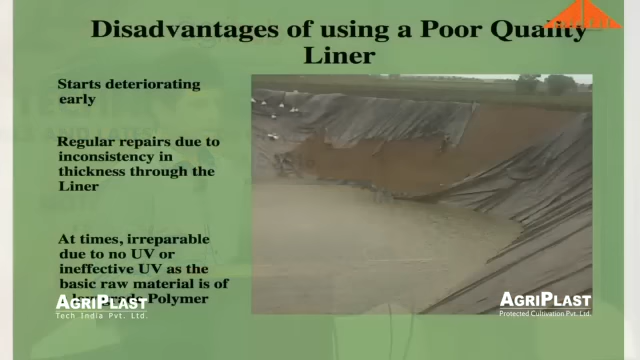 Disadvantages of using a Poor Quality
Liner
Starts deteriorating
early
Regular repairs due to
inconsistency in
thickness through the
Liner
At times, irreparable
due to no UV or
ineffective UV as the
basic raw material is of
Polymer
AGRIPLAST
Tech India Pvt. Ltd.
AGRIPLAST
Protected Cultivation Pvt. Ltd.